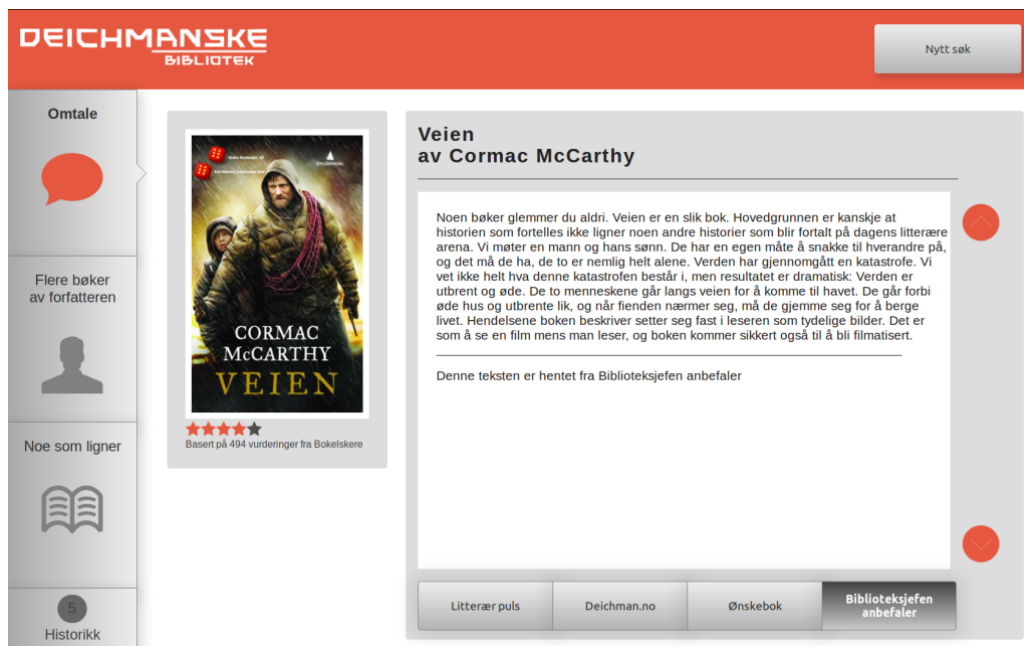 DEICHMANSKE
BIBLIOTEK
Nytt søk
Omtale
Flere bøker
av forfatteren
Noe som ligner
5
Historikk
GYLDENDAL
CORMAC
McCARTHY
VEIEN
Basert på 494 vurderinger fra Bokelskere
Veien
av Cormac McCarthy
Noen bøker glemmer du aldri. Veien er en slik bok. Hovedgrunnen er kanskje at
historien som fortelles ikke ligner noen andre historier som blir fortalt på dagens litterære
arena. Vi møter en mann og hans sønn. De har en egen måte å snakke til hverandre på,
og det må de ha, de to er nemlig helt alene. Verden har gjennomgått en katastrofe. Vi
vet ikke helt hva denne katastrofen består i, men resultatet er dramatisk: Verden er
utbrent og øde. De to menneskene går langs veien for å komme til havet. De går forbi
øde hus og utbrente lik, og når fienden nærmer seg, må de gjemme seg for å berge
livet. Hendelsene boken beskriver setter seg fast i leseren som tydelige bilder. Det er
som å se en film mens man leser, og boken kommer sikkert også til å bli filmatisert.
Denne teksten er hentet fra Biblioteksjefen anbefaler
Litterær puls
Deichman.no
Ønskebok
Biblioteksjefen
anbefaler